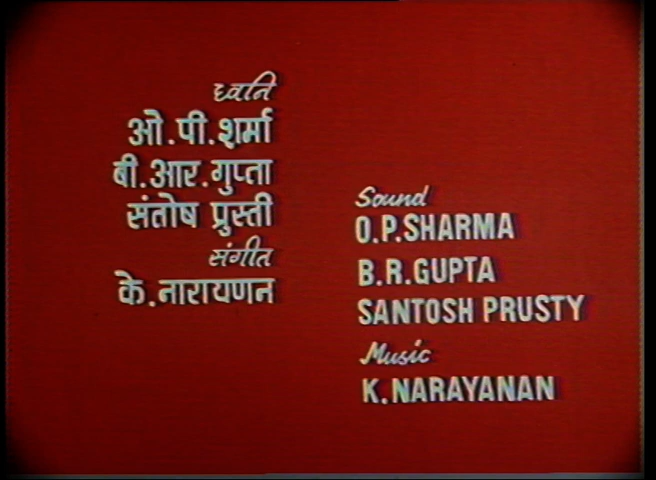 ध्वनि
ओ.पी.शर्मा
बी.आर.गुप्ता
संतोष प्रुस्ती
संगीत
के.नारायणन
Sound
O.P.SHARMA
B.R.GUPTA
SANTOSH PRUSTY
Music
K.NARAYANAN